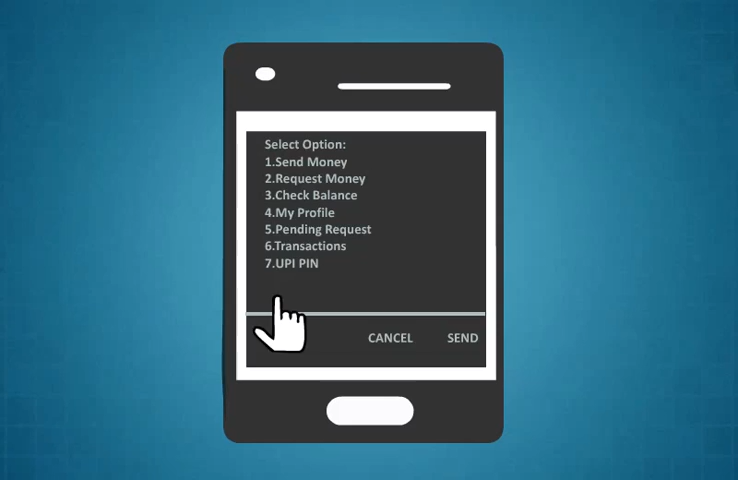 Select Option:
1.Send Money
2.Request Money
3.Check Balance
4.My Profile
5.Pending Request
6.Transactions
7.UPI PIN
CANCEL SEND